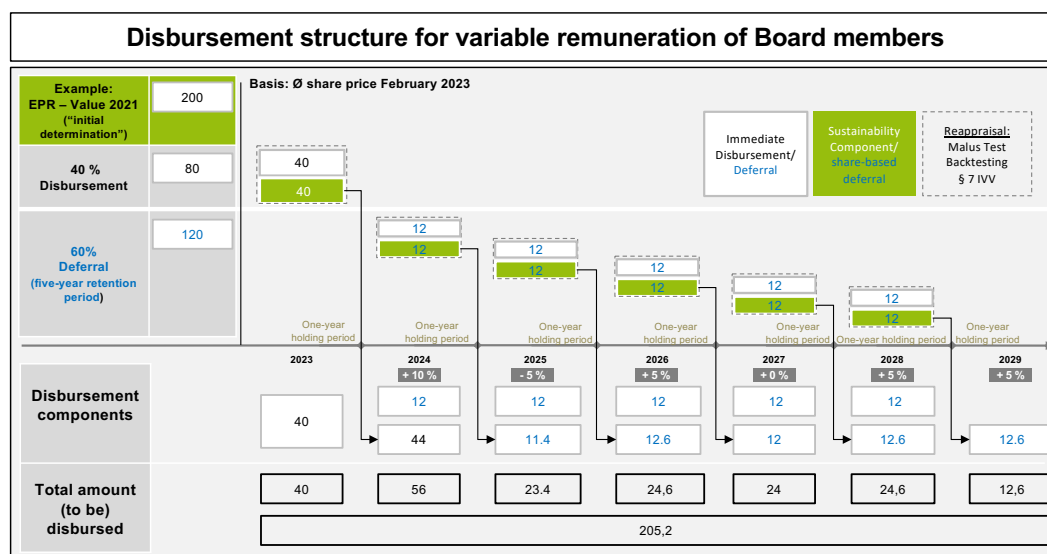 Disbursement structure for variable remuneration of Board members
Example:
EPR – Value 2021
(“initial
determination”)
200
Basis: Ø share price February 2023
Immediate
Disbursement/
Deferral
Sustainability
Component/
share-based
deferral
Reappraisal:
Malus Test
Backtesting
§ 7 IVV
40 %
Disbursement
80
40
40
60%
Deferral
(five-year retention
period)
120
12
12
12
12
12
12
12
12
12
12
One-year
holding period
One-year
holding period
One-year
holding period
One-year
holding period
One-year
holding period
One-year holding period
One-year
holding period
2023
2024
2025
2026
2027
2028
2029
+ 10 %
- 5 %
+ 5 %
+ 0 %
+ 5 %
+ 5 %
Disbursement
components
40
12
12
12
12
12
44
11.4
12.6
12
12.6
12.6
Total amount
(to be)
disbursed
40
56
23.4
24,6
24
24,6
12,6
205,2